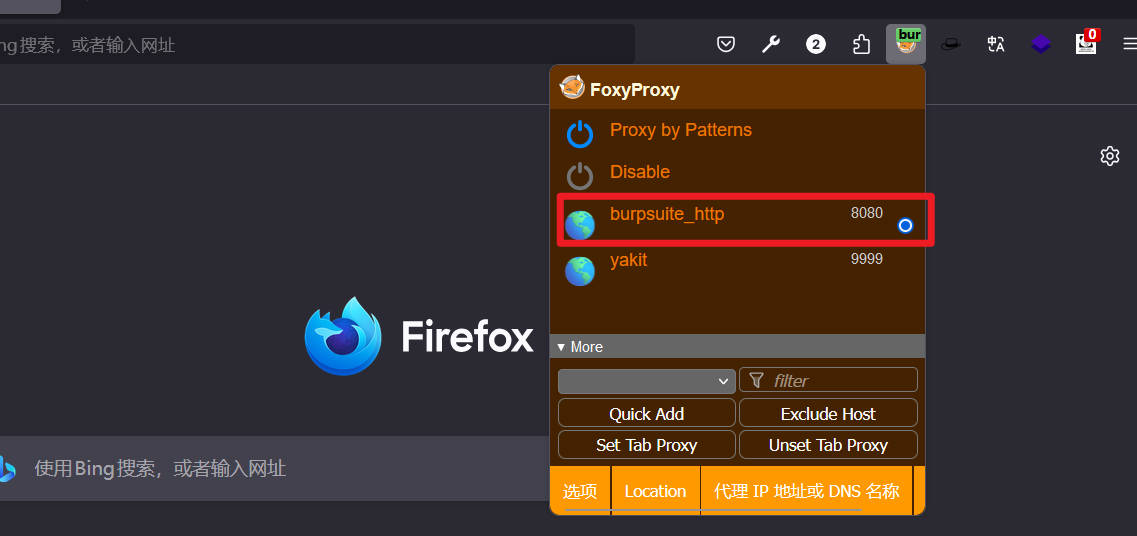 ng搜索，或者输入网址
2
bur
0
FoxyProxy
Proxy by Patterns
Disable
burpsuite_http 8080
yakit 9999
Firefox
▾ More
filter
Quick Add Exclude Host
使用Bing搜索，或者输入网址
Set Tab Proxy Unset Tab Proxy
选项 Location 代理 IP 地址或 DNS 名称